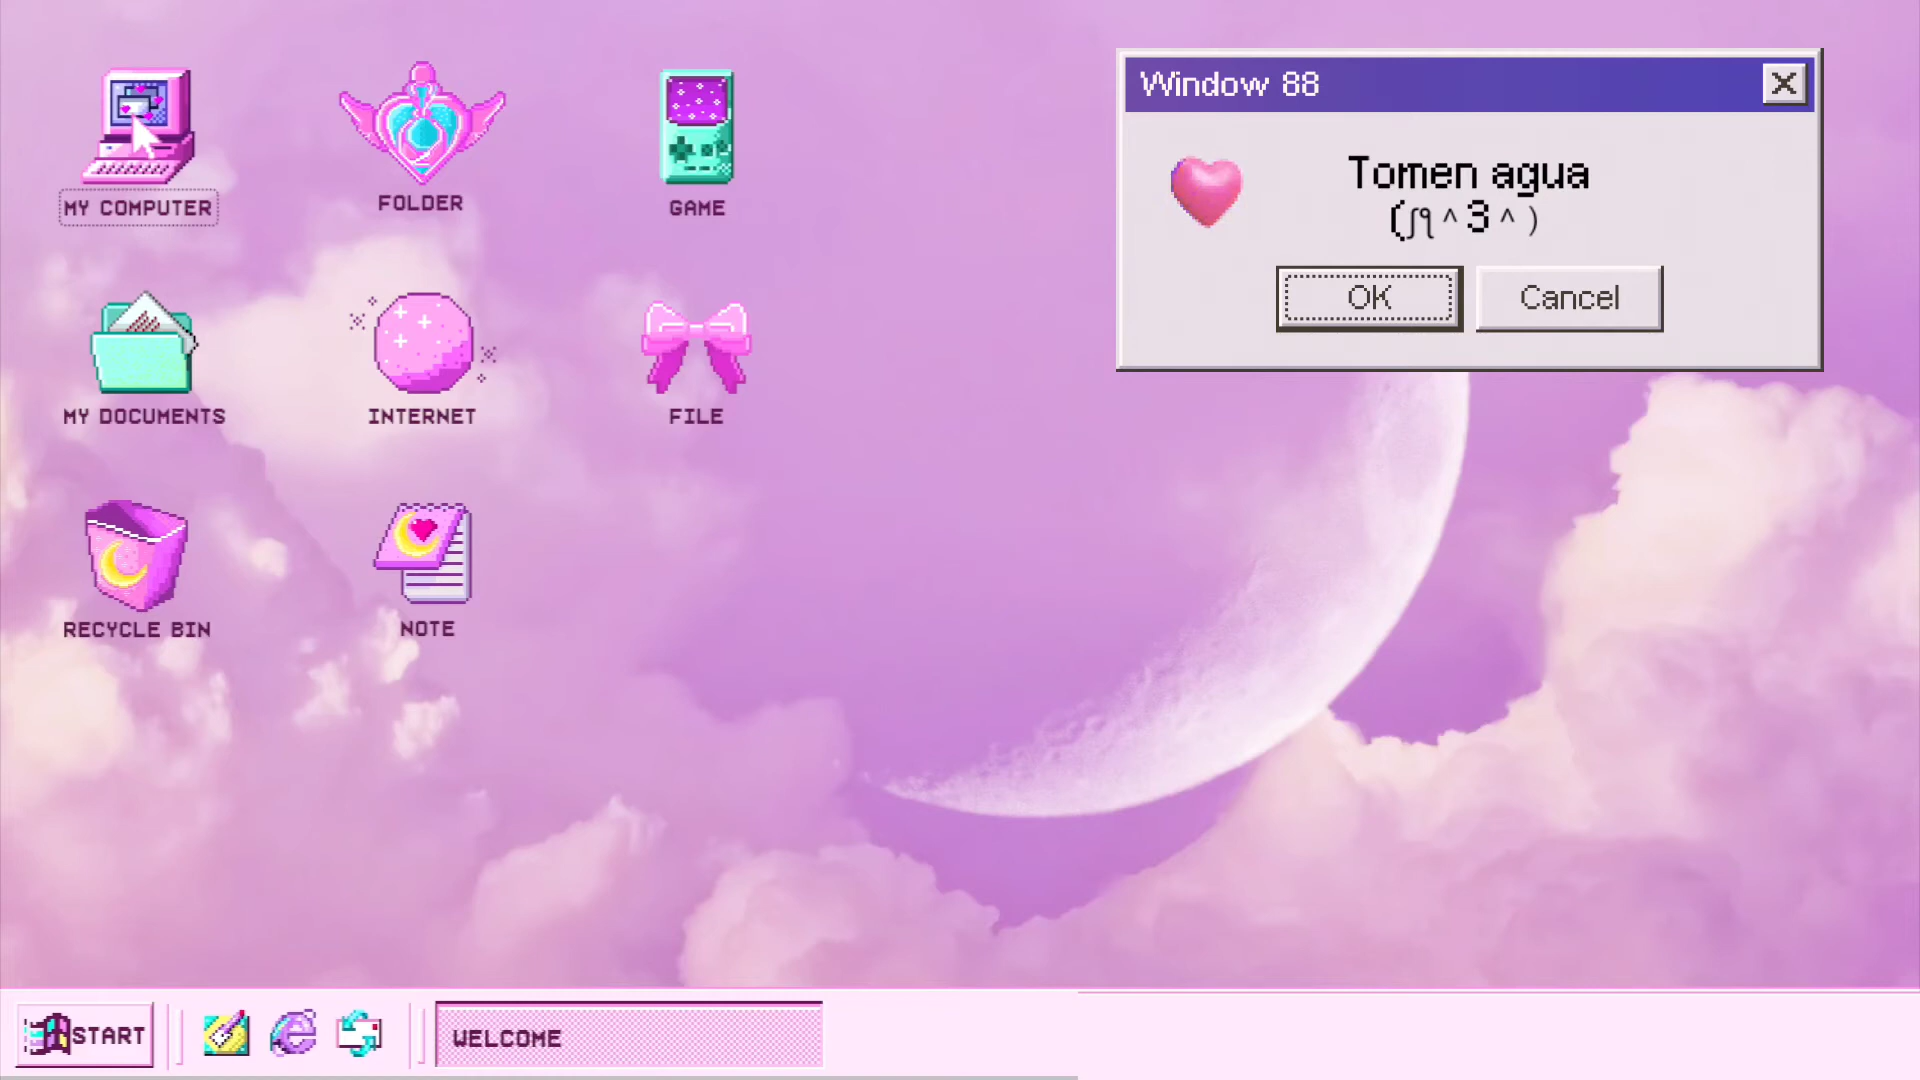 MY COMPUTER
FOLDER
GAME
MY DOCUMENTS
INTERNET
FILE
RECYCLE BIN
NOTE
Window 88
Tomen agua
(ʃƪ ^ 3 ^ )
OK
Cancel
START
WELCOME